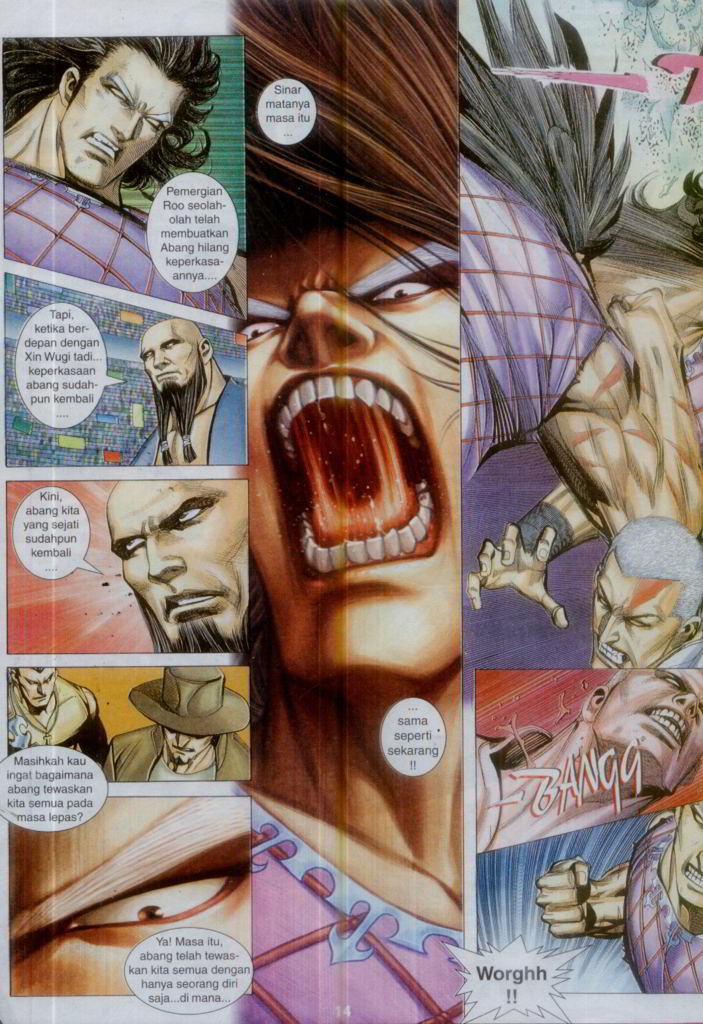 Pemergian
Roo seolah-
olah telah
membuatkan
Abang hilang
keperkasa-
annya....
Tapi,
ketika ber-
depan dengan
Xin Wugi tadi...
keperkasaan
abang sudah-
pun kembali
....
Kini,
abang kita
yang sejati
sudahpun
kembali
....
Masihkah kau
ingat bagaimana
abang tewaskan
kita semua pada
masa lepas?
Ya! Masa itu,
abang telah tewas-
kan kita semua dengan
hanya seorang diri
saja...di mana...
Sinar
matanya
masa itu
...
...
sama
seperti
sekarang
!!
BANGG
Worghh
!!
14